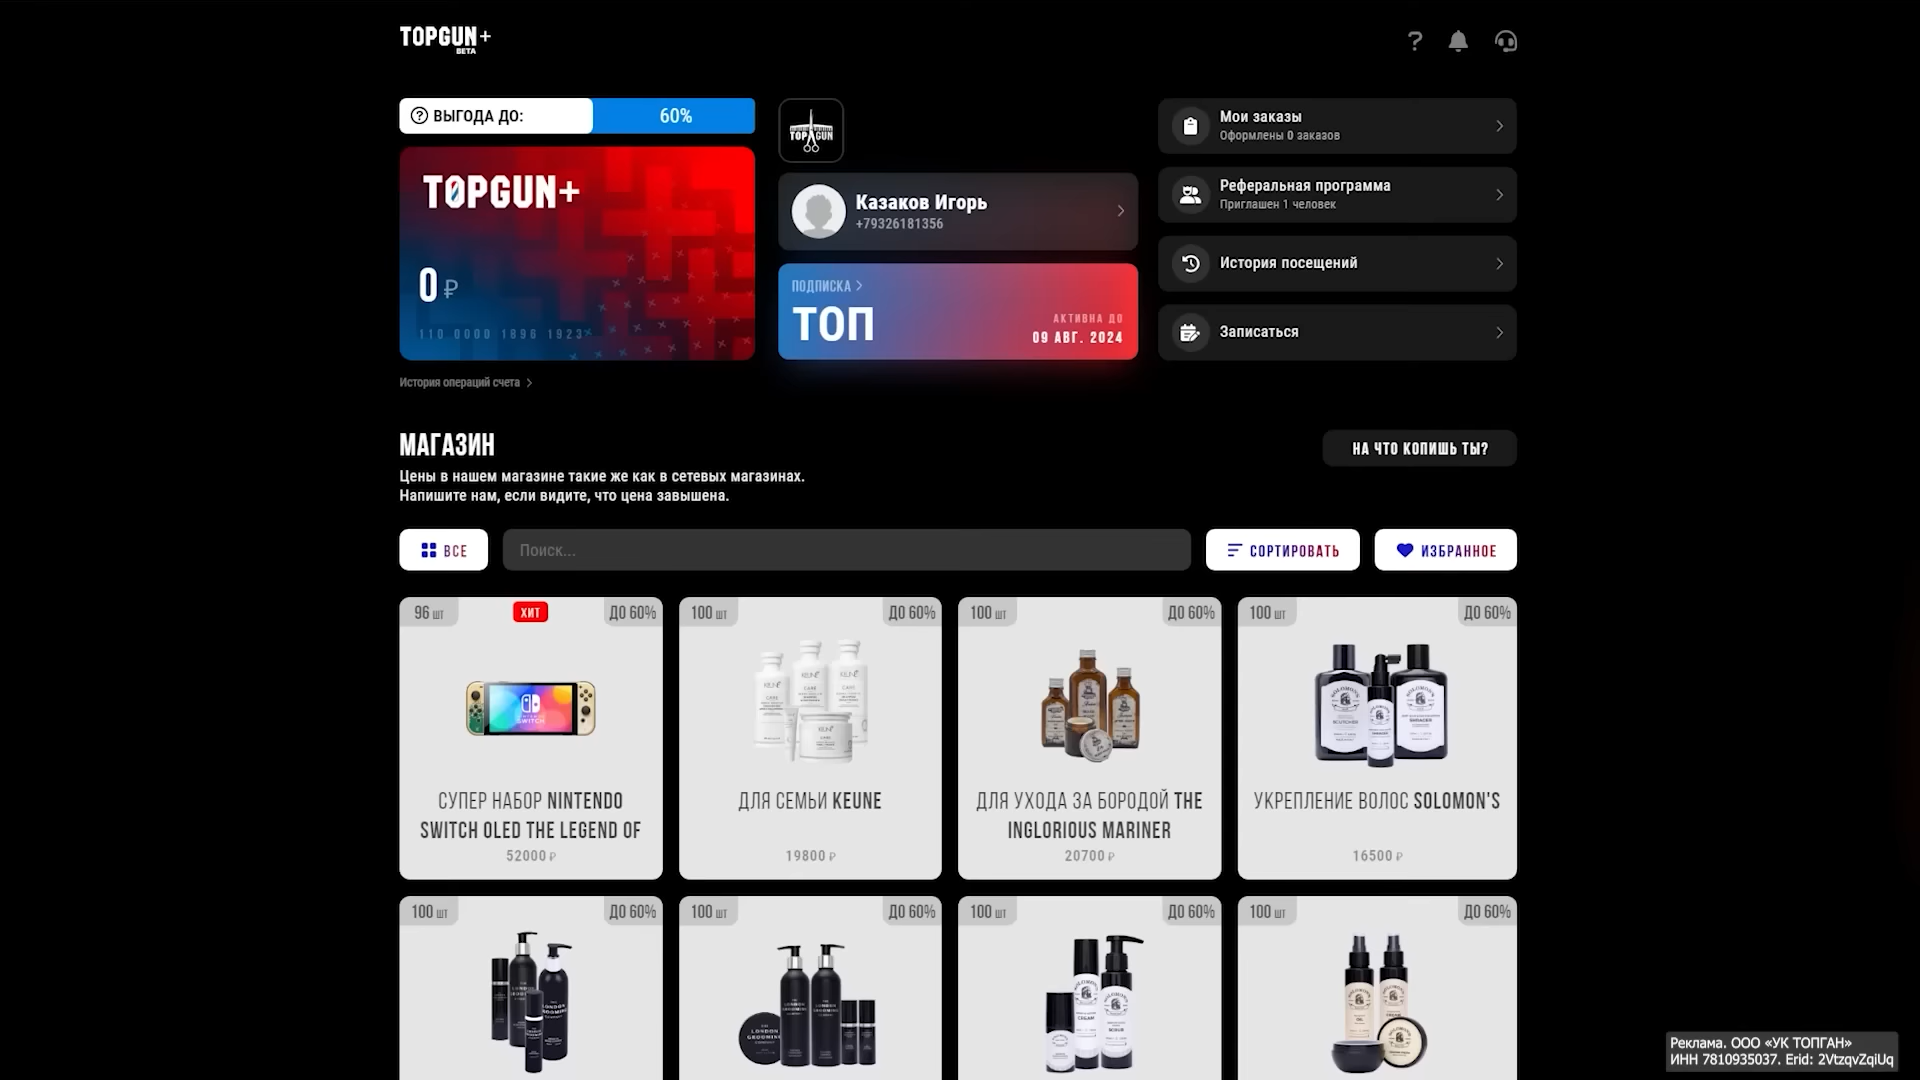 TOPGUN+
BETA
ВЫГОДА ДО:
60%
TOPGUN+
0 ₽
110 0000 1896 1923
История операций счета
TOPGUN
Казаков Игорь
+79326181356
ПОДПИСКА
ТОП
АКТИВНА ДО
09 АВГ. 2024
Мои заказы
Оформлены 0 заказов
Реферальная программа
Приглашен 1 человек
История посещений
Записаться
МАГАЗИН
НА ЧТО КОПИШЬ ТЫ?
Цены в нашем магазине такие же как в сетевых магазинах.
Напишите нам, если видите, что цена завышена.
ВСЕ
Поиск...
СОРТИРОВАТЬ
ИЗБРАННОЕ
96 шт
ХИТ
ДО 60%
СУПЕР НАБОР NINTENDO
SWITCH OLED THE LEGEND OF
52000 ₽
100 шт
ДО 60%
KEUNE
ДЛЯ СЕМЬИ KEUNE
19800 ₽
100 шт
ДО 60%
ДЛЯ УХОДА ЗА БОРОДОЙ THE
INGLORIOUS MARINER
20700 ₽
100 шт
ДО 60%
УКРЕПЛЕНИЕ ВОЛОС SOLOMON'S
16500 ₽
100 шт
ДО 60%
100 шт
ДО 60%
100 шт
ДО 60%
100 шт
ДО 60%
Реклама. ООО «УК ТОПГАН»
ИНН 7810935037. Erid: 2VtzqvZqiUq